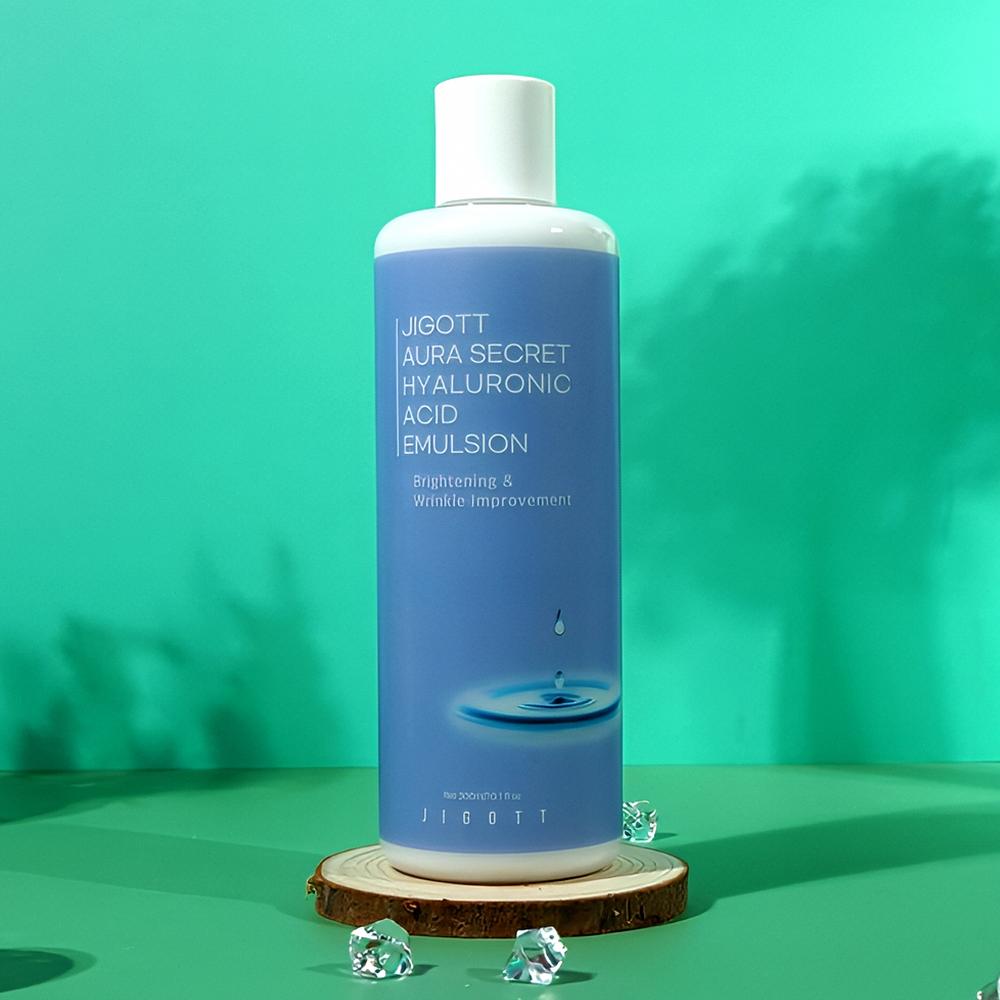 JIGOTT
AURA SECRET
HYALURONIC
ACID
EMULSION
Brightening &
Wrinkle Improvement
JIGOTT